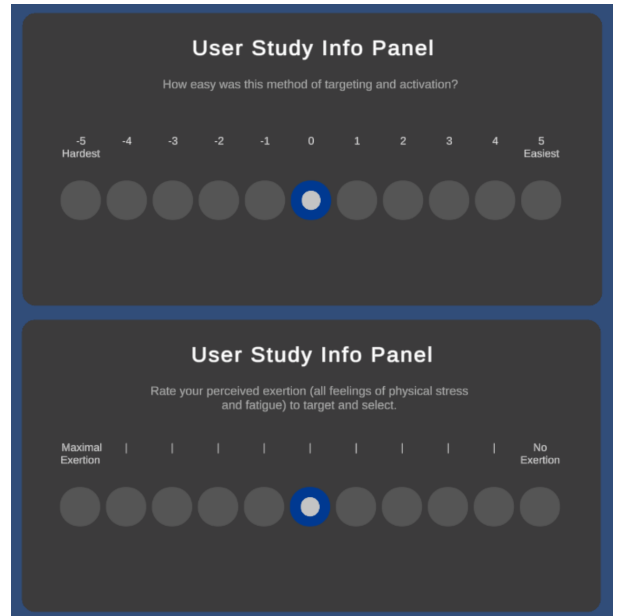 User Study Info Panel
How easy was this method of targeting and activation?
-5 -4 -3 -2 -1 0 1 2 3 4 5
Hardest Easiest
User Study Info Panel
Rate your perceived exertion (all feelings of physical stress
and fatigue) to target and select.
Maximal | | | | | | | | | No
Exertion Exertion